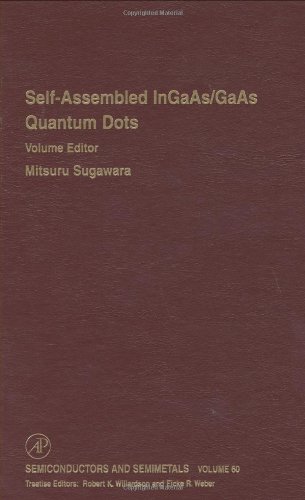 Self-Assembled InGaAs/GaAs
Quantum Dots
Volume Editor
Mitsuru Sugawara
AP
SEMICONDUCTORS AND SEMIMETALS VOLUME 60
Treatise Editors: Robert K. Willardson and Eicke R. Weber